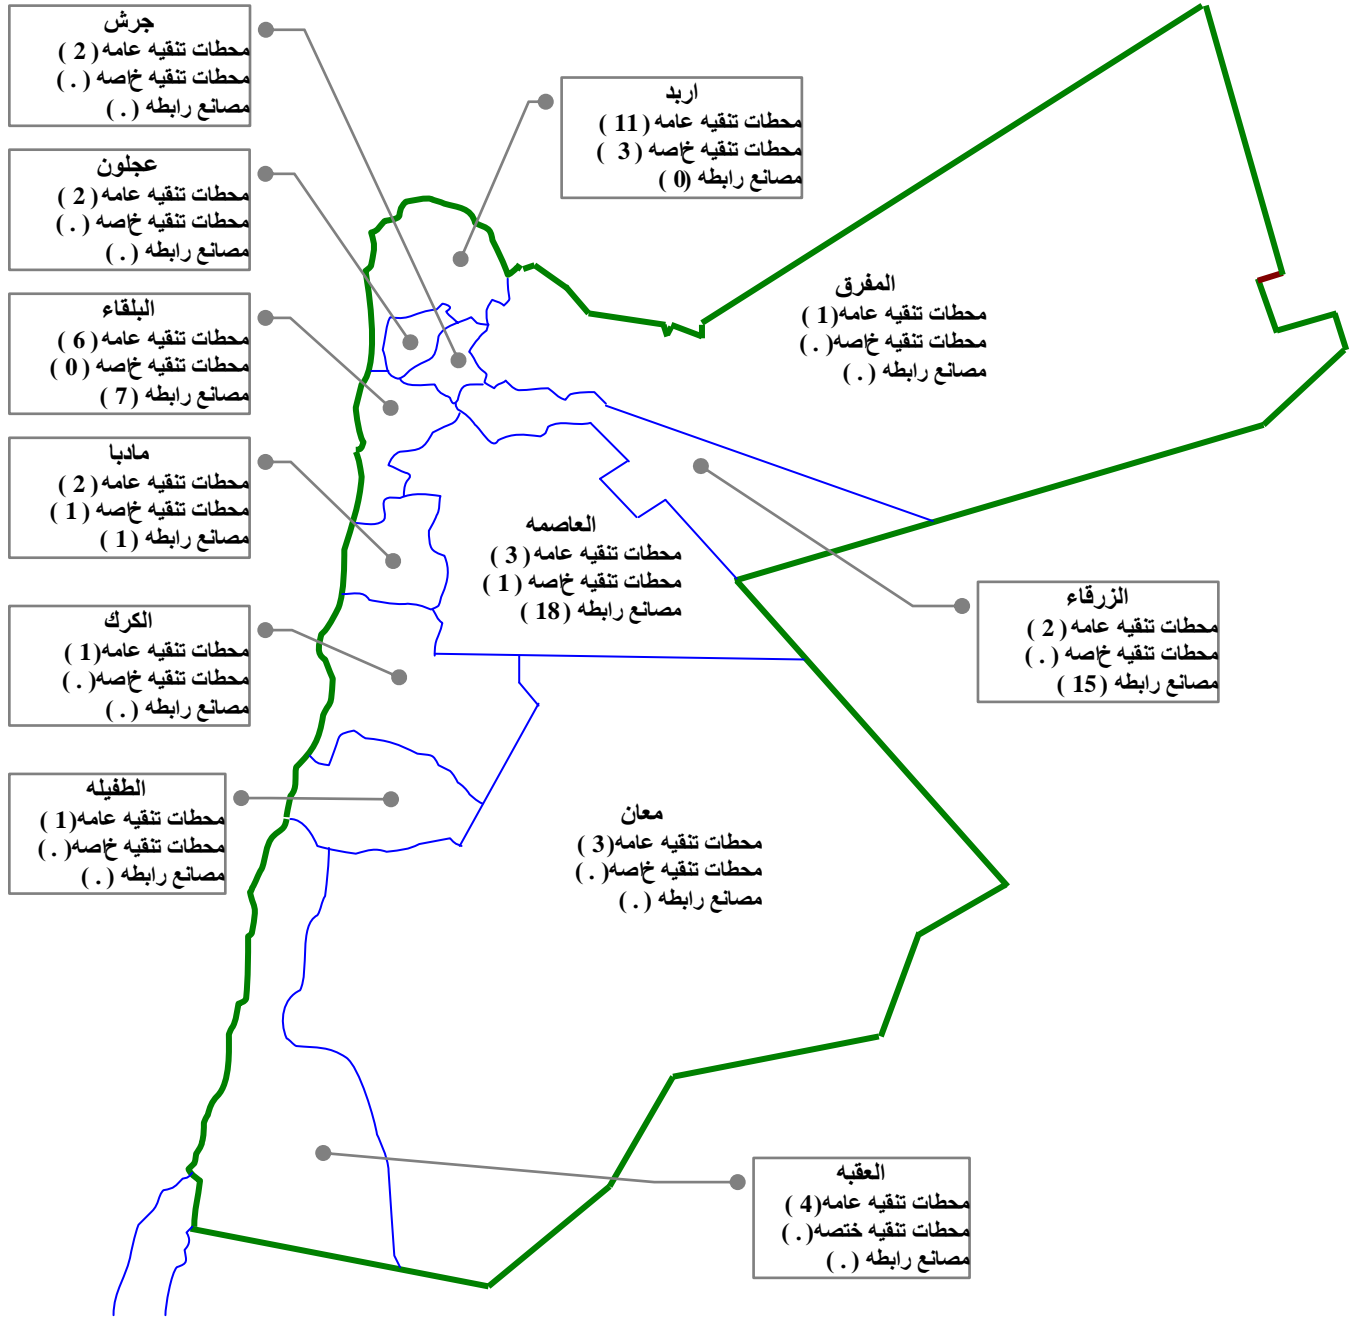 جرش
محطات تنقيه عامه ( 2 )
محطات تنقيه خاصه ( . )
مصانع رابطه ( . )
اربد
محطات تنقيه عامه ( 11 )
محطات تنقيه خاصه ( 3 )
مصانع رابطه (0 )
عجلون
محطات تنقيه عامه ( 2 )
محطات تنقيه خاصه ( . )
مصانع رابطه ( . )
المفرق
محطات تنقيه عامه(1 )
محطات تنقيه خاصه( . )
مصانع رابطه ( . )
البلقاء
محطات تنقيه عامه ( 6 )
محطات تنقيه خاصه ( 0 )
مصانع رابطه (7 )
مادبا
محطات تنقيه عامه ( 2 )
محطات تنقيه خاصه ( 1 )
مصانع رابطه ( 1 )
العاصمه
محطات تنقيه عامه ( 3 )
محطات تنقيه خاصه ( 1 )
مصانع رابطه ( 18 )
الزرقاء
محطات تنقيه عامه ( 2 )
محطات تنقيه خاصه ( . )
مصانع رابطه ( 15 )
الكرك
محطات تنقيه عامه(1 )
محطات تنقيه خاصه( . )
مصانع رابطه ( . )
الطفيله
محطات تنقيه عامه(1 )
محطات تنقيه خاصه( . )
مصانع رابطه ( . )
معان
محطات تنقيه عامه(3 )
محطات تنقيه خاصه( . )
مصانع رابطه ( . )
العقبه
محطات تنقيه عامه(4 )
محطات تنقيه ختصه( . )
مصانع رابطه ( . )